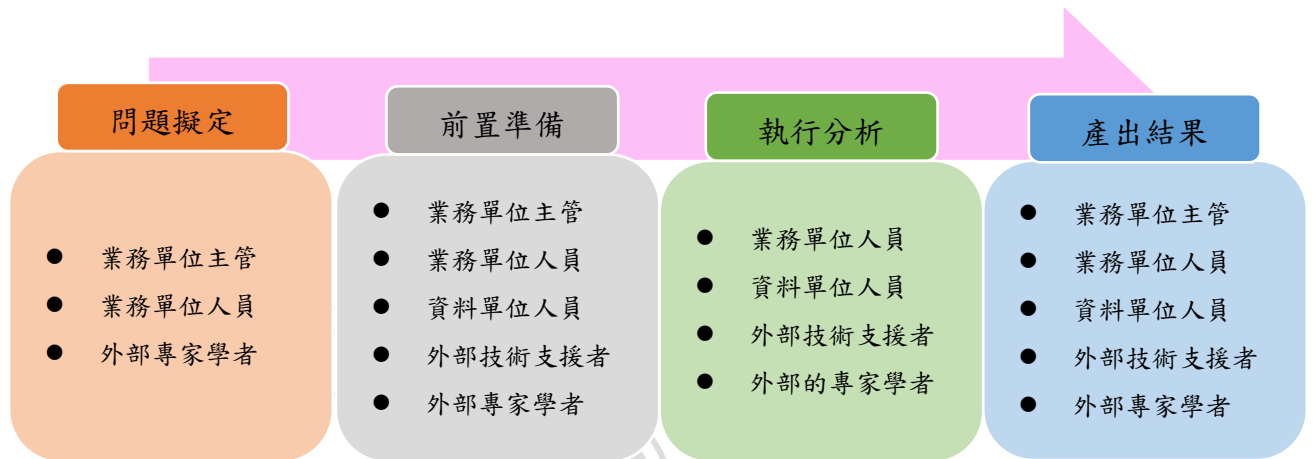 問題擬定
業務單位主管
業務單位人員
外部專家學者
前置準備
業務單位主管
業務單位人員
資料單位人員
外部技術支援者
外部專家學者
執行分析
業務單位人員
資料單位人員
外部技術支援者
外部的專家學者
產出結果
業務單位主管
業務單位人員
資料單位人員
外部技術支援者
外部專家學者